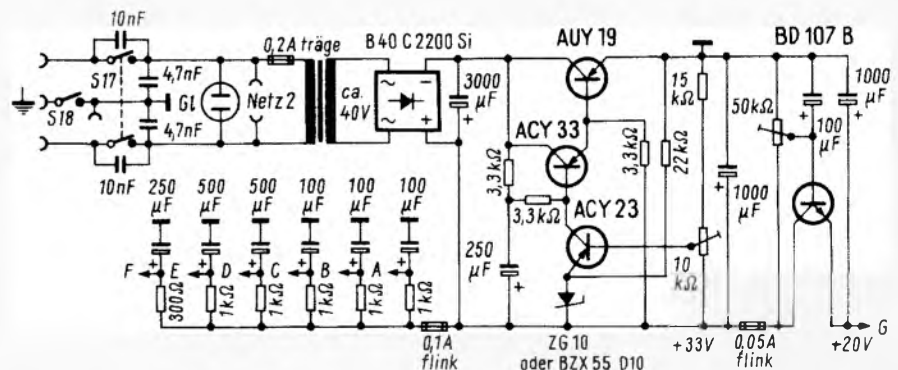 10nF
S17
4,7nF
S18
4,7nF
10nF
Gl
Netz 2
0,2A träge
ca.
40V
B 40 C 2200 Si
~
~
−
+
3000
µF
+
AUY 19
ACY 33
3,3kΩ
3,3kΩ
ACY 23
250
µF
+
3,3kΩ
22kΩ
15
kΩ
1000
µF
+
10
kΩ
BD 107 B
50kΩ
+
100
µF
1000
µF
+
250
µF
500
µF
500
µF
100
µF
100
µF
100
µF
+
+
+
+
+
+
F
E
D
C
B
A
300Ω
1kΩ
1kΩ
1kΩ
1kΩ
1kΩ
0,1A
flink
ZG 10
oder BZX 55 D10
+33V
0,05A
flink
+20V
G